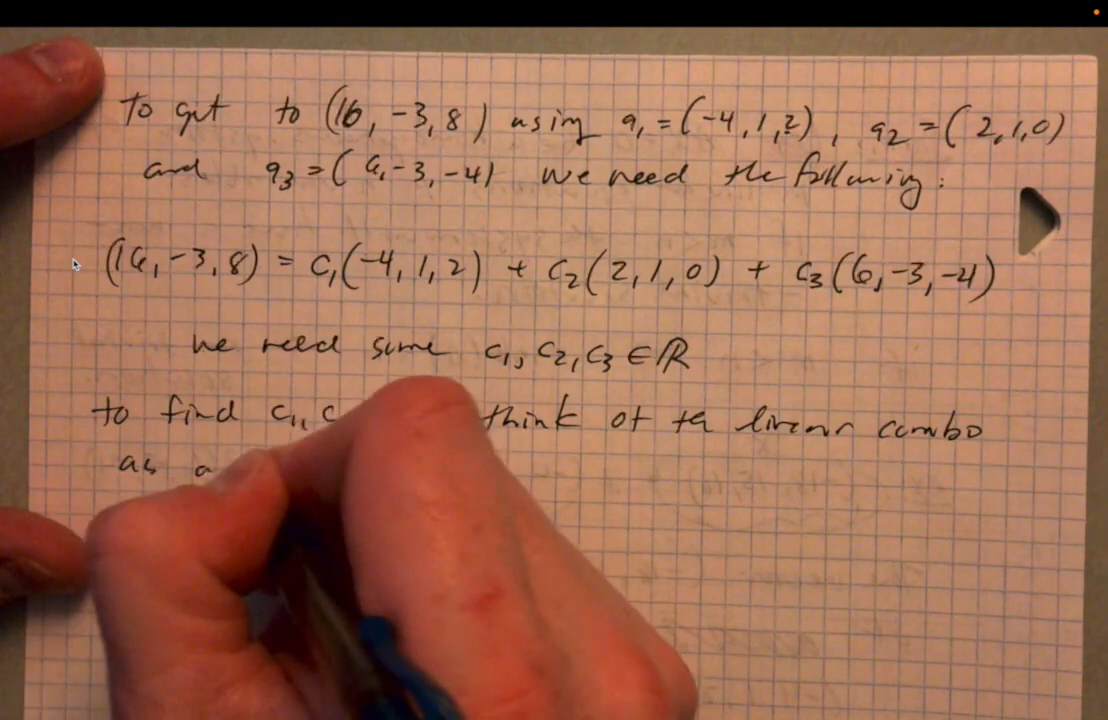 To get to (16, -3, 8) using a₁ = (-4, 1, 2), a₂ = (2, 1, 0)
and a₃ = (6, -3, -4) we need the following:
(16, -3, 8) = c₁(-4, 1, 2) + c₂(2, 1, 0) + c₃(6, -3, -4)
we need some c₁, c₂, c₃ ∈ ℝ
to find c₁, c think of the linear combo
as a